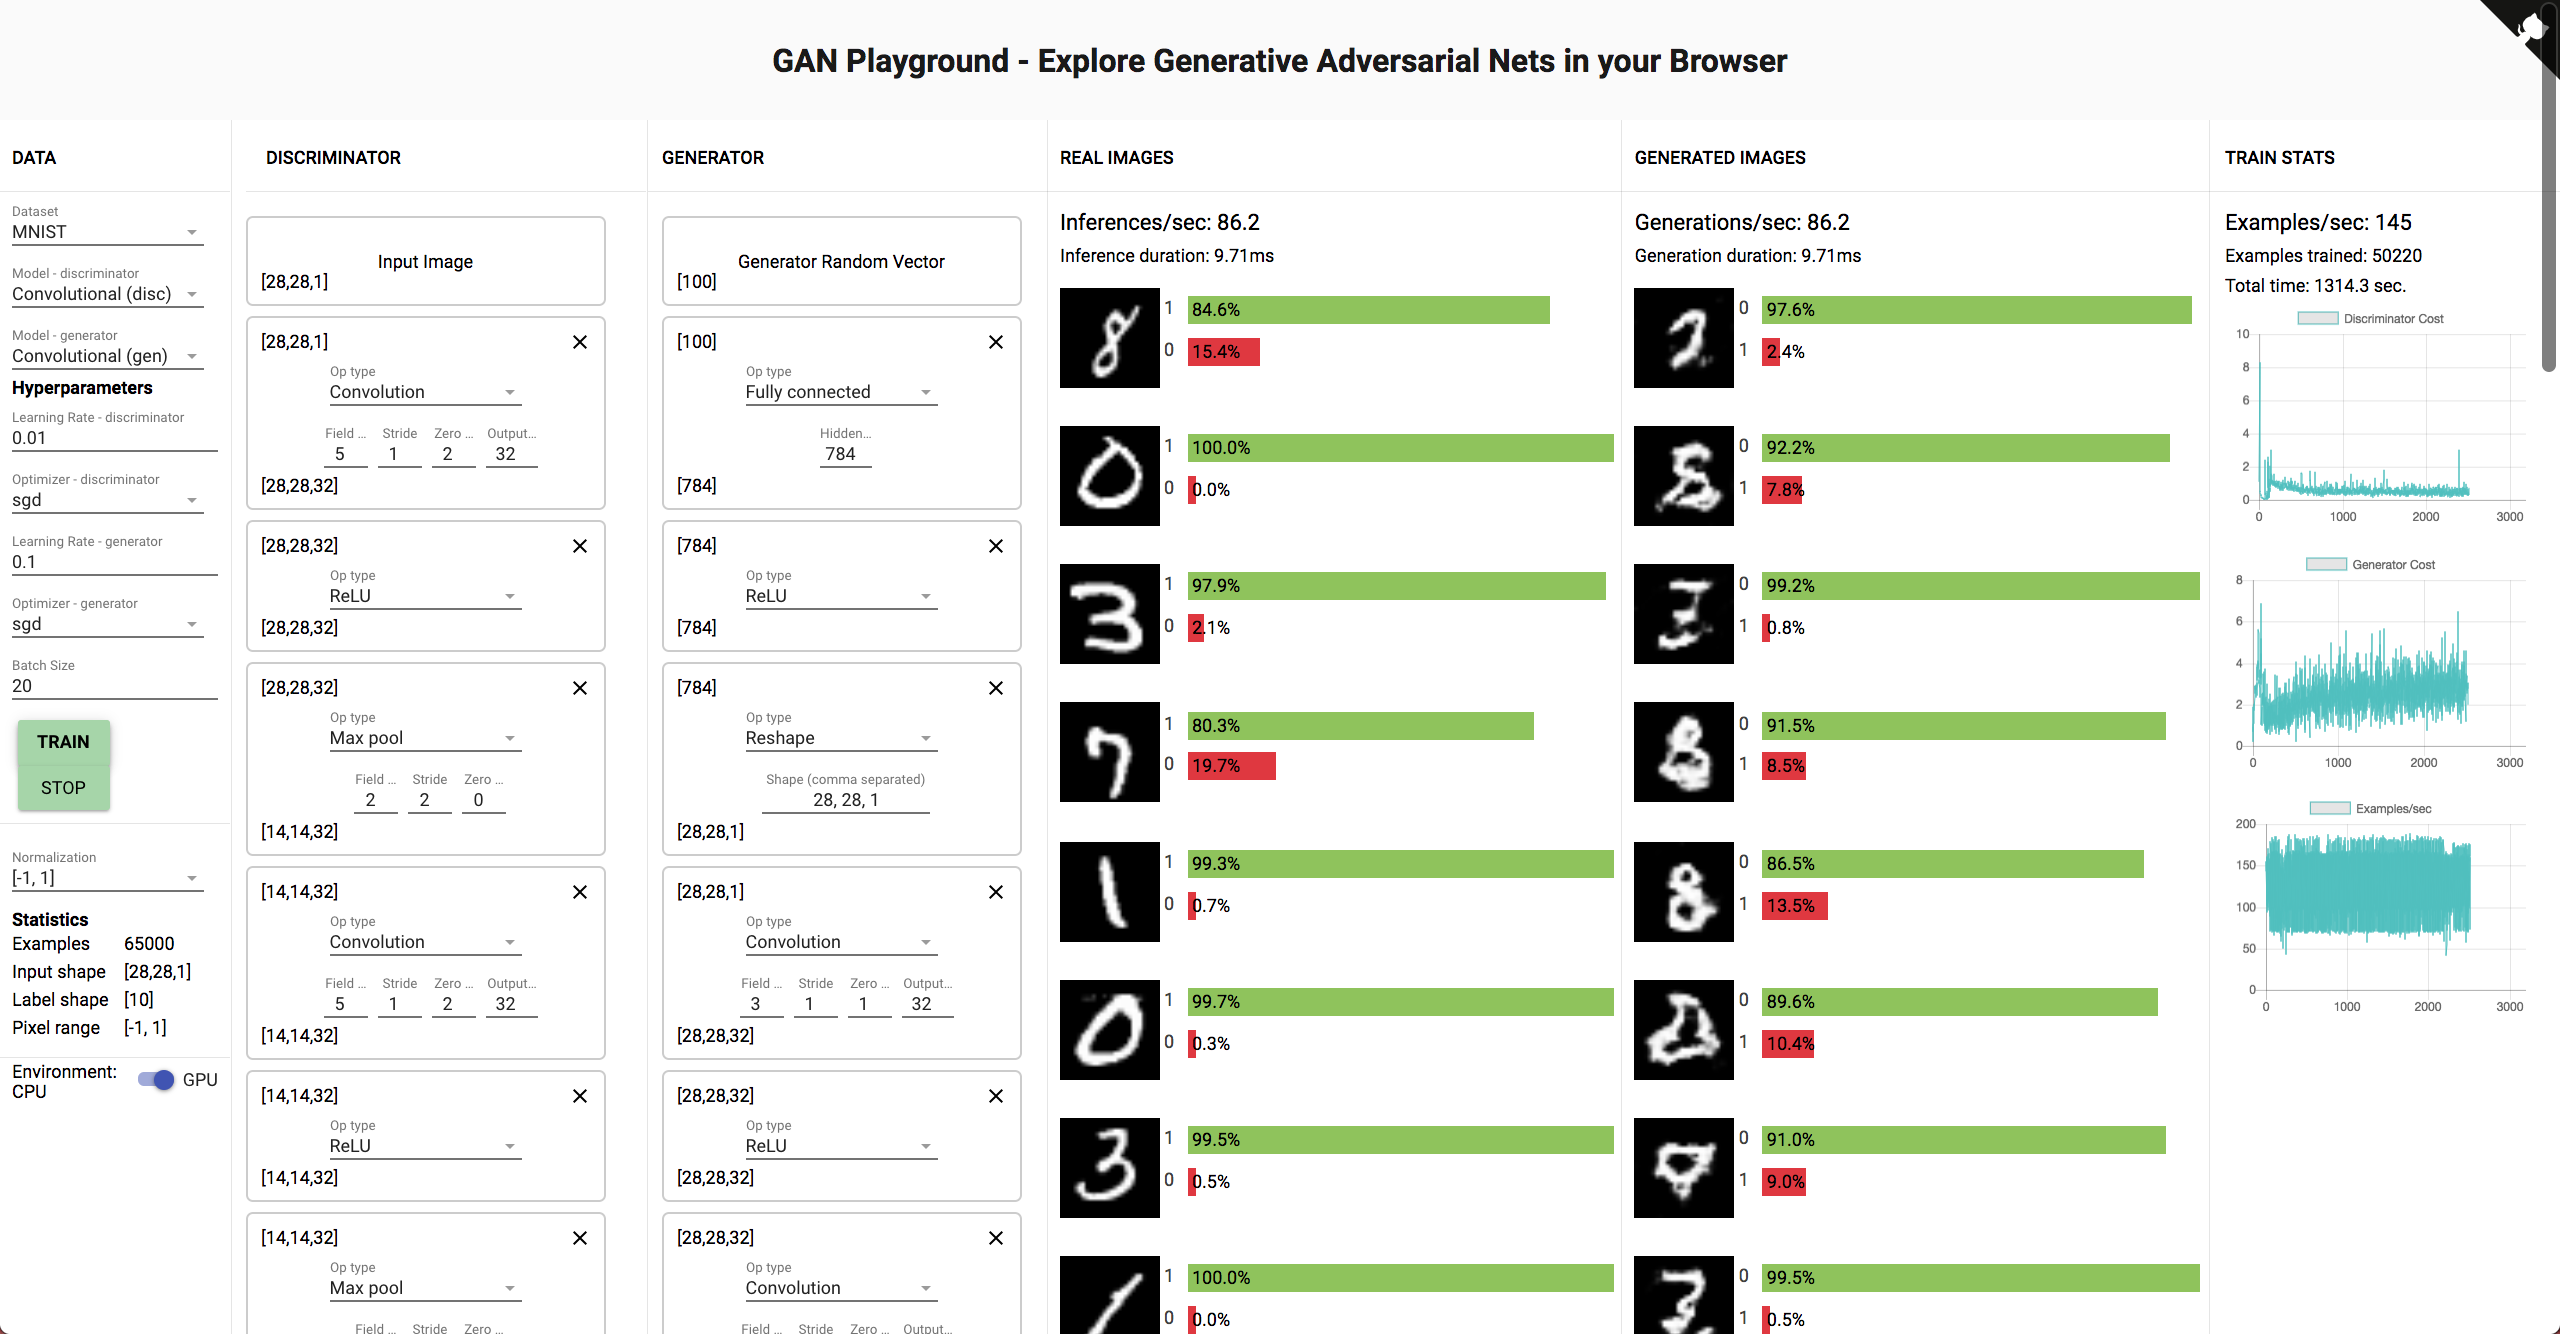 GAN Playground - Explore Generative Adversarial Nets in your Browser
DATA
Dataset
MNIST
Model - discriminator
Convolutional (disc)
Model - generator
Convolutional (gen)
Hyperparameters
Learning Rate - discriminator
0.01
Optimizer - discriminator
sgd
Learning Rate - generator
0.1
Optimizer - generator
sgd
Batch Size
20
TRAIN
STOP
Normalization
[-1, 1]
Statistics
Examples 65000
Input shape [28,28,1]
Label shape [10]
Pixel range [-1, 1]
Environment:
CPU GPU
DISCRIMINATOR
Input Image
[28,28,1]
[28,28,1]
Op type
Convolution
Field ... Stride Zero ... Output...
5 1 2 32
[28,28,32]
[28,28,32]
Op type
ReLU
[28,28,32]
[28,28,32]
Op type
Max pool
Field ... Stride Zero ...
2 2 0
[14,14,32]
[14,14,32]
Op type
Convolution
Field ... Stride Zero ... Output...
5 1 2 32
[14,14,32]
[14,14,32]
Op type
ReLU
[14,14,32]
[14,14,32]
Op type
Max pool
Field ... Stride Zero ...
GENERATOR
Generator Random Vector
[100]
[100]
Op type
Fully connected
Hidden...
784
[784]
[784]
Op type
ReLU
[784]
[784]
Op type
Reshape
Shape (comma separated)
28, 28, 1
[28,28,1]
[28,28,1]
Op type
Convolution
Field ... Stride Zero ... Output...
3 1 1 32
[28,28,32]
[28,28,32]
Op type
ReLU
[28,28,32]
[28,28,32]
Op type
Convolution
Field ... Stride Zero ... Output...
REAL IMAGES
Inferences/sec: 86.2
Inference duration: 9.71ms
8
1 84.6%
0 15.4%
0
1 100.0%
0 0.0%
3
1 97.9%
0 2.1%
7
1 80.3%
0 19.7%
1
1 99.3%
0 0.7%
0
1 99.7%
0 0.3%
3
1 99.5%
0 0.5%
1
1 100.0%
0 0.0%
GENERATED IMAGES
Generations/sec: 86.2
Generation duration: 9.71ms
0 97.6%
1 2.4%
0 92.2%
1 7.8%
0 99.2%
1 0.8%
0 91.5%
1 8.5%
0 86.5%
1 13.5%
0 89.6%
1 10.4%
0 91.0%
1 9.0%
0 99.5%
1 0.5%
TRAIN STATS
Examples/sec: 145
Examples trained: 50220
Total time: 1314.3 sec.
Discriminator Cost
10
8
6
4
2
0
0 1000 2000 3000
Generator Cost
8
6
4
2
0
0 1000 2000 3000
Examples/sec
200
150
100
50
0
0 1000 2000 3000